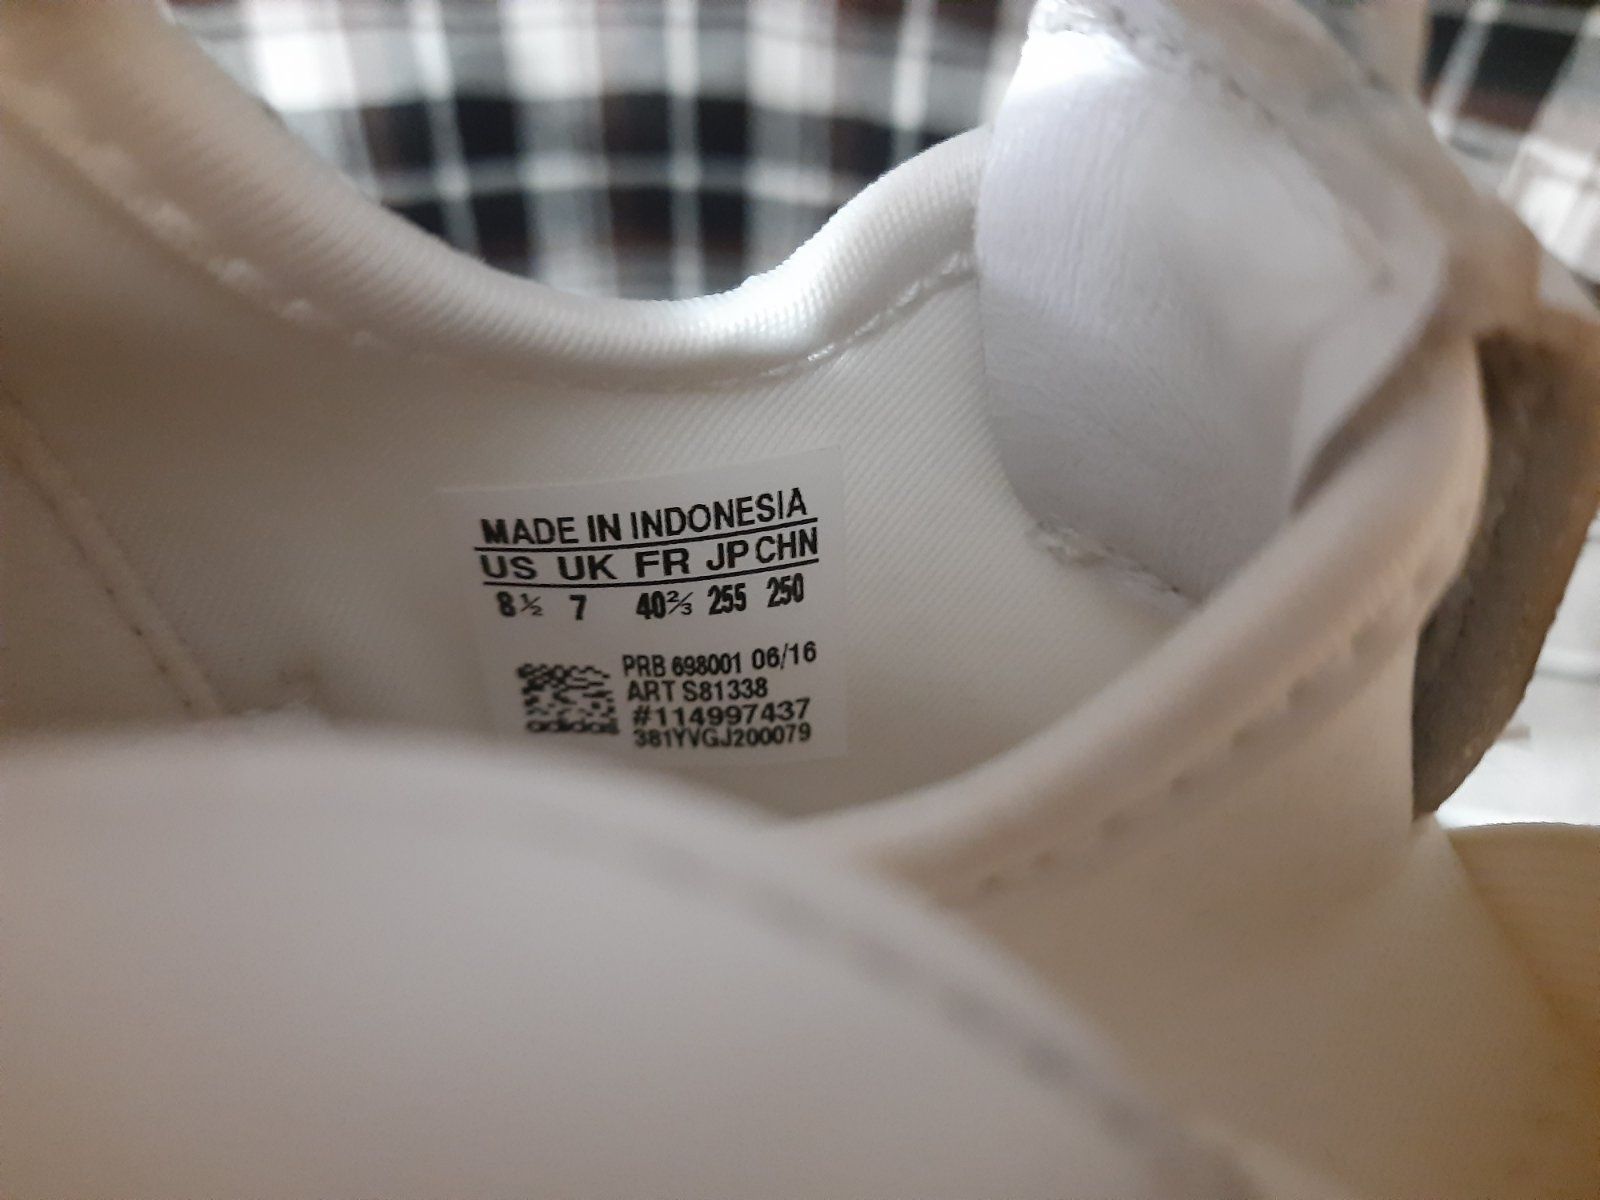 MADE IN INDONESIA
US UK FR JP CHN
8½ 7 40⅔ 255 250
PRB 698001 06/16
ART S81338
#114997437
381YVGJ200079
adidas